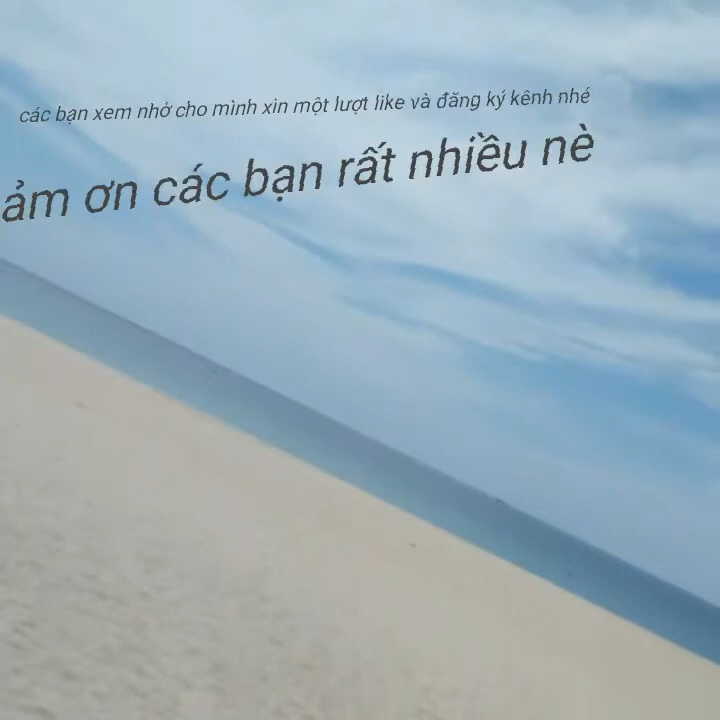 các bạn xem nhớ cho mình xin một lượt like và đăng ký kênh nhé
ảm ơn các bạn rất nhiều nè